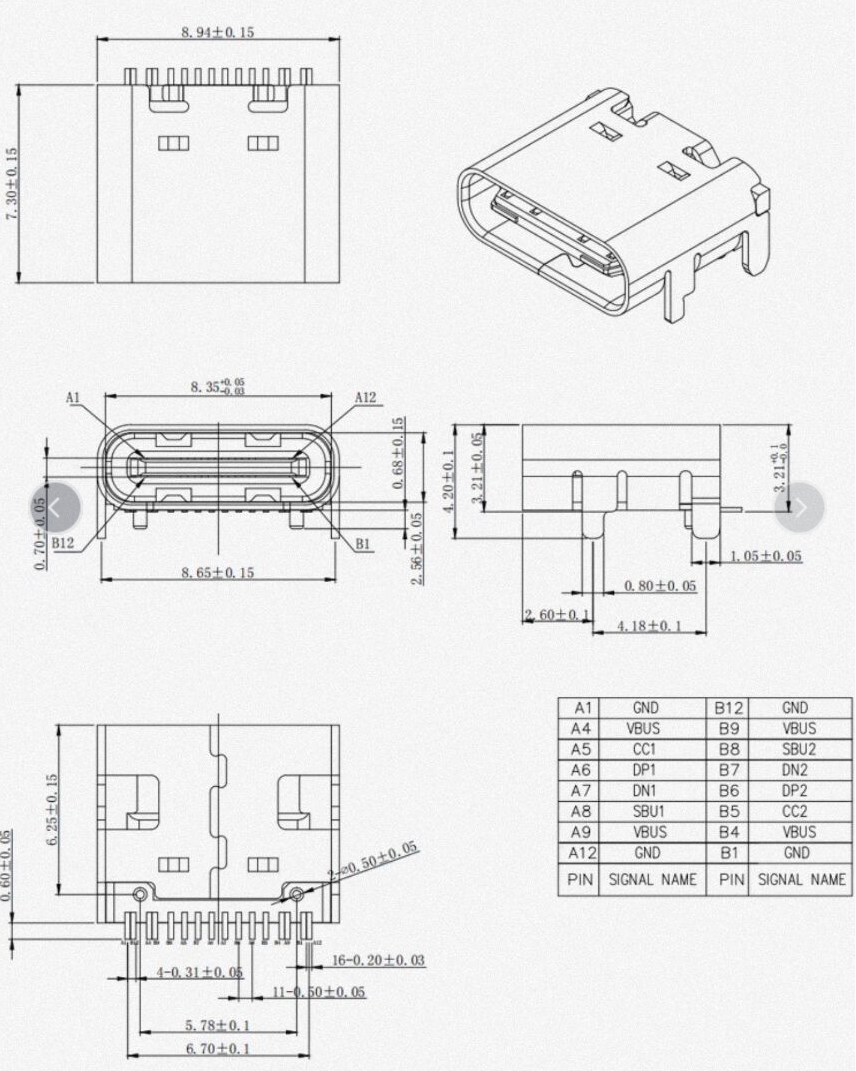 8.94±0.15
7.30±0.15
8.35+0.05-0.03
A1
A12
0.68±0.15
4.20±0.1
3.21±0.05
3.21+0.1-0.0
0.70±0.05
B12
B1
2.56±0.05
8.65±0.15
1.05±0.05
0.80±0.05
2.60±0.1
4.18±0.1
A1 GND B12 GND
A4 VBUS B9 VBUS
A5 CC1 B8 SBU2
A6 DP1 B7 DN2
A7 DN1 B6 DP2
A8 SBU1 B5 CC2
A9 VBUS B4 VBUS
A12 GND B1 GND
PIN SIGNAL NAME PIN SIGNAL NAME
6.25±0.15
0.60±0.05
2-⌀0.50±0.05
16-0.20±0.03
4-0.31±0.05
11-0.50±0.05
5.78±0.1
6.70±0.1